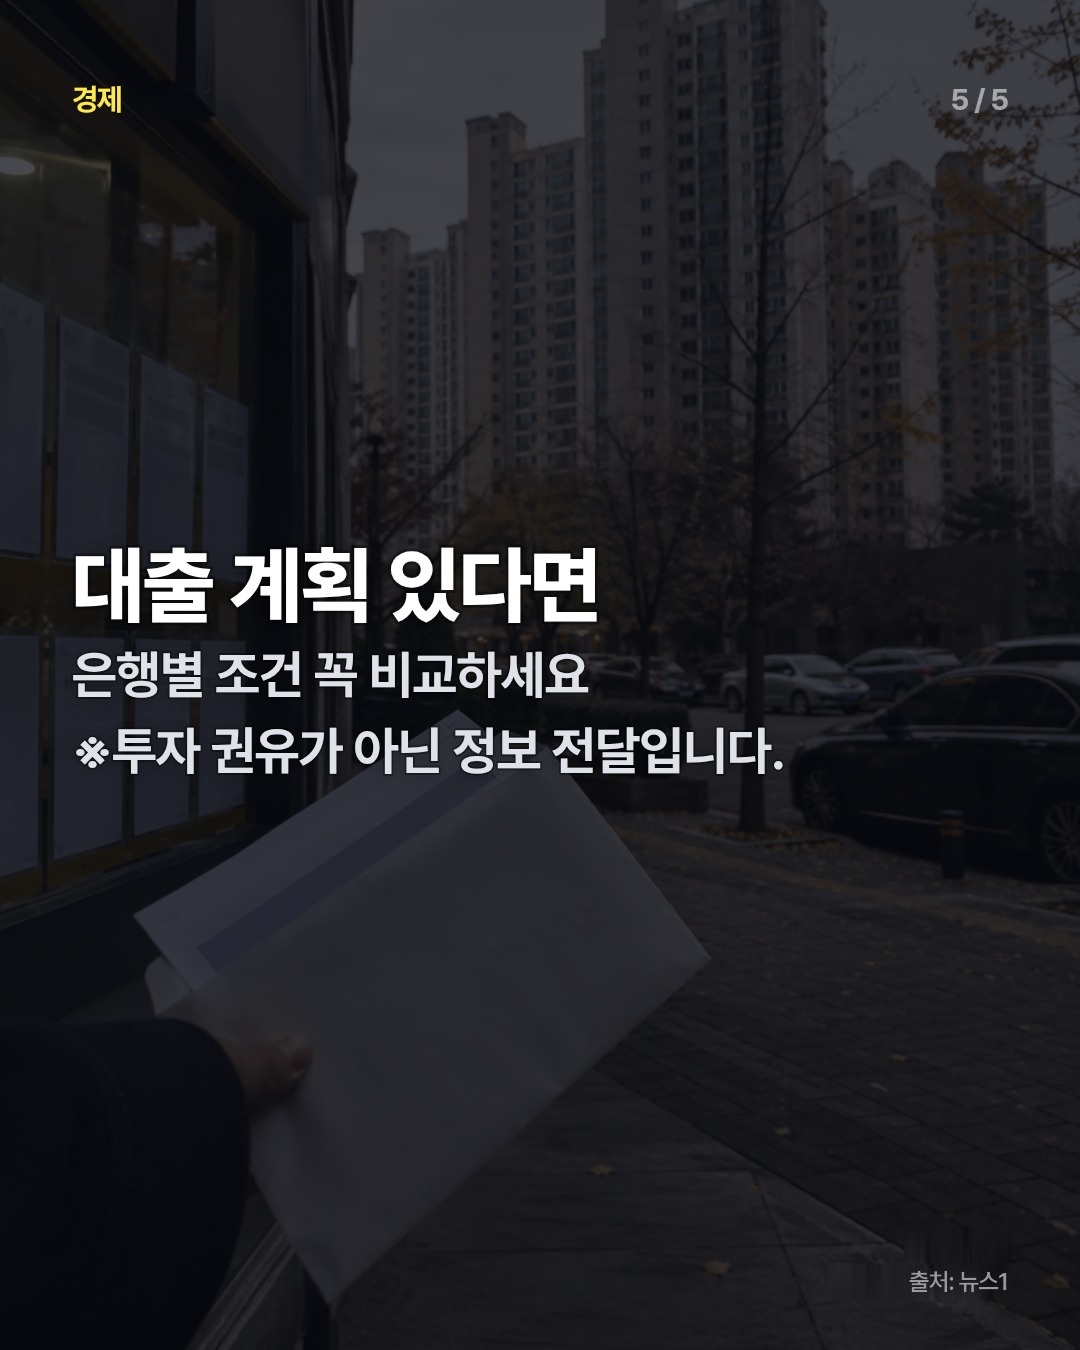 경제
5 / 5
대출 계획 있다면
은행별 조건 꼭 비교하세요
※투자 권유가 아닌 정보 전달입니다.
출처: 뉴스1